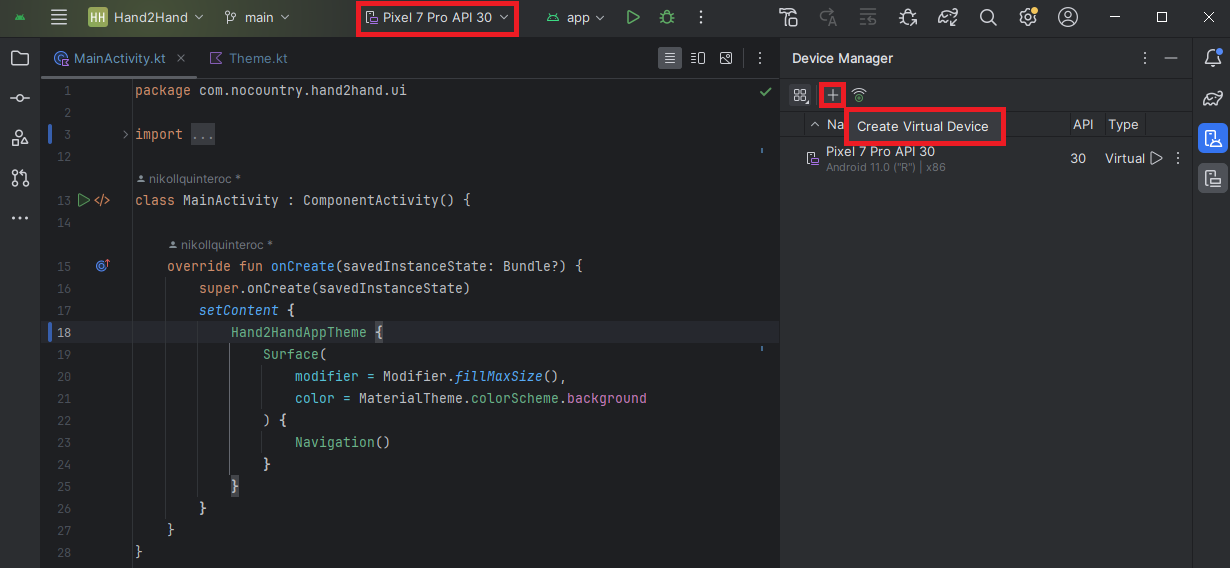 HH Hand2Hand main Pixel 7 Pro API 30 app
MainActivity.kt Theme.kt
1 package com.nocountry.hand2hand.ui
2
3 import ...
12
nikollquinteroc *
13 class MainActivity : ComponentActivity() {
14
nikollquinteroc *
15 override fun onCreate(savedInstanceState: Bundle?) {
16 super.onCreate(savedInstanceState)
17 setContent {
18 Hand2HandAppTheme {
19 Surface(
20 modifier = Modifier.fillMaxSize(),
21 color = MaterialTheme.colorScheme.background
22 ) {
23 Navigation()
24 }
25 }
26 }
27 }
28 }
Device Manager
Create Virtual Device
Na API Type
Pixel 7 Pro API 30 30 Virtual
Android 11.0 ("R") | x86